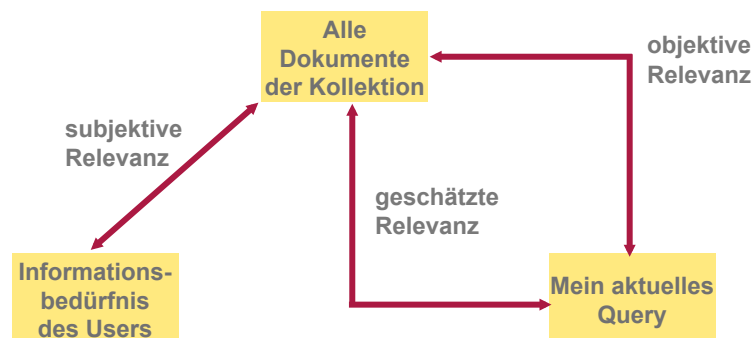 Alle
Dokumente
der Kollektion
objektive
Relevanz
subjektive
Relevanz
geschätzte
Relevanz
Informations-
bedürfnis
des Users
Mein aktuelles
Query